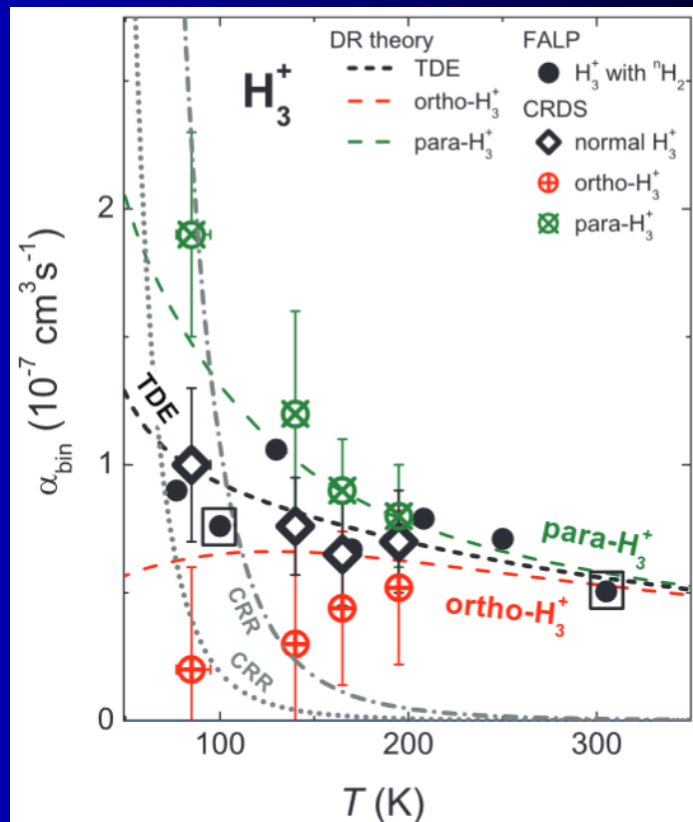 H₃⁺
DR theory
TDE
ortho-H₃⁺
para-H₃⁺
FALP
H₃⁺ with ⁿH₂
CRDS
normal H₃⁺
ortho-H₃⁺
para-H₃⁺
2
1
0
α_bin (10⁻⁷ cm³s⁻¹)
TDE
CRR
CRR
para-H₃⁺
ortho-H₃⁺
100
200
300
T (K)